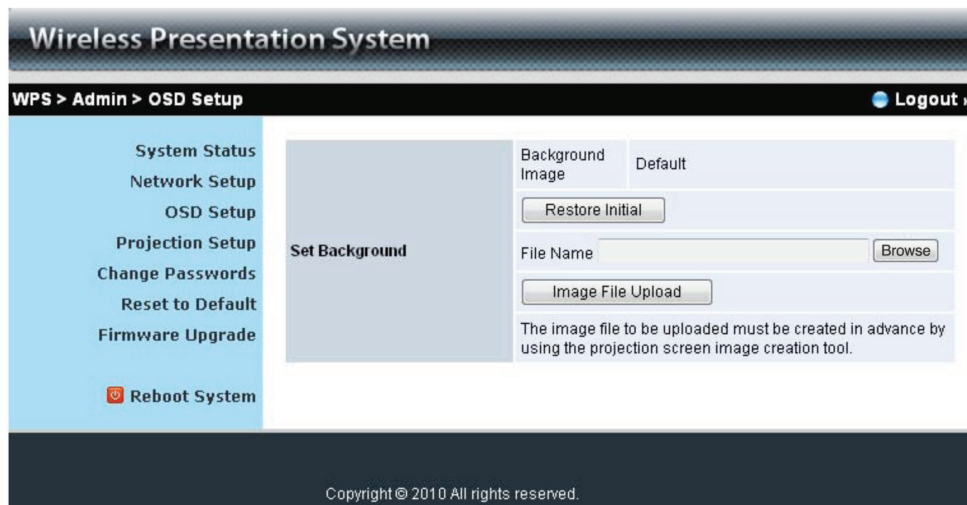 Wireless Presentation System
WPS > Admin > OSD Setup
Logout »
System Status
Network Setup
OSD Setup
Projection Setup
Change Passwords
Reset to Default
Firmware Upgrade
Reboot System
Set Background
Background
Image
Default
Restore Initial
File Name
Browse
Image File Upload
The image file to be uploaded must be created in advance by
using the projection screen image creation tool.
Copyright © 2010 All rights reserved.